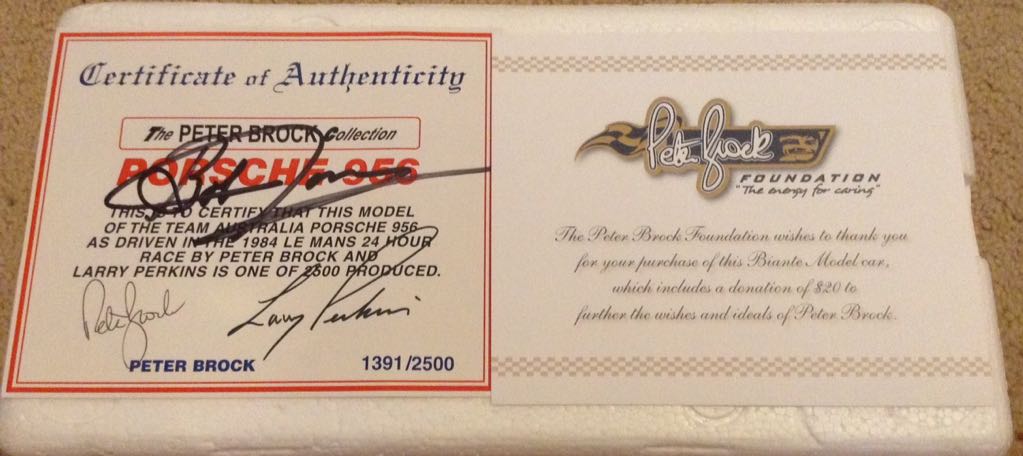 Certificate of Authenticity
The PETER BROCK Collection
PORSCHE 956
THIS IS TO CERTIFY THAT THIS MODEL
OF THE TEAM AUSTRALIA PORSCHE 956
AS DRIVEN IN THE 1984 LE MANS 24 HOUR
RACE BY PETER BROCK AND
LARRY PERKINS IS ONE OF 2500 PRODUCED.
Peter Brock
Larry Perkins
PETER BROCK
1391/2500
Peter Brock
FOUNDATION
"The energy for caring"
The Peter Brock Foundation wishes to thank you
for your purchase of this Biante Model car,
which includes a donation of $20 to
further the wishes and ideals of Peter Brock.